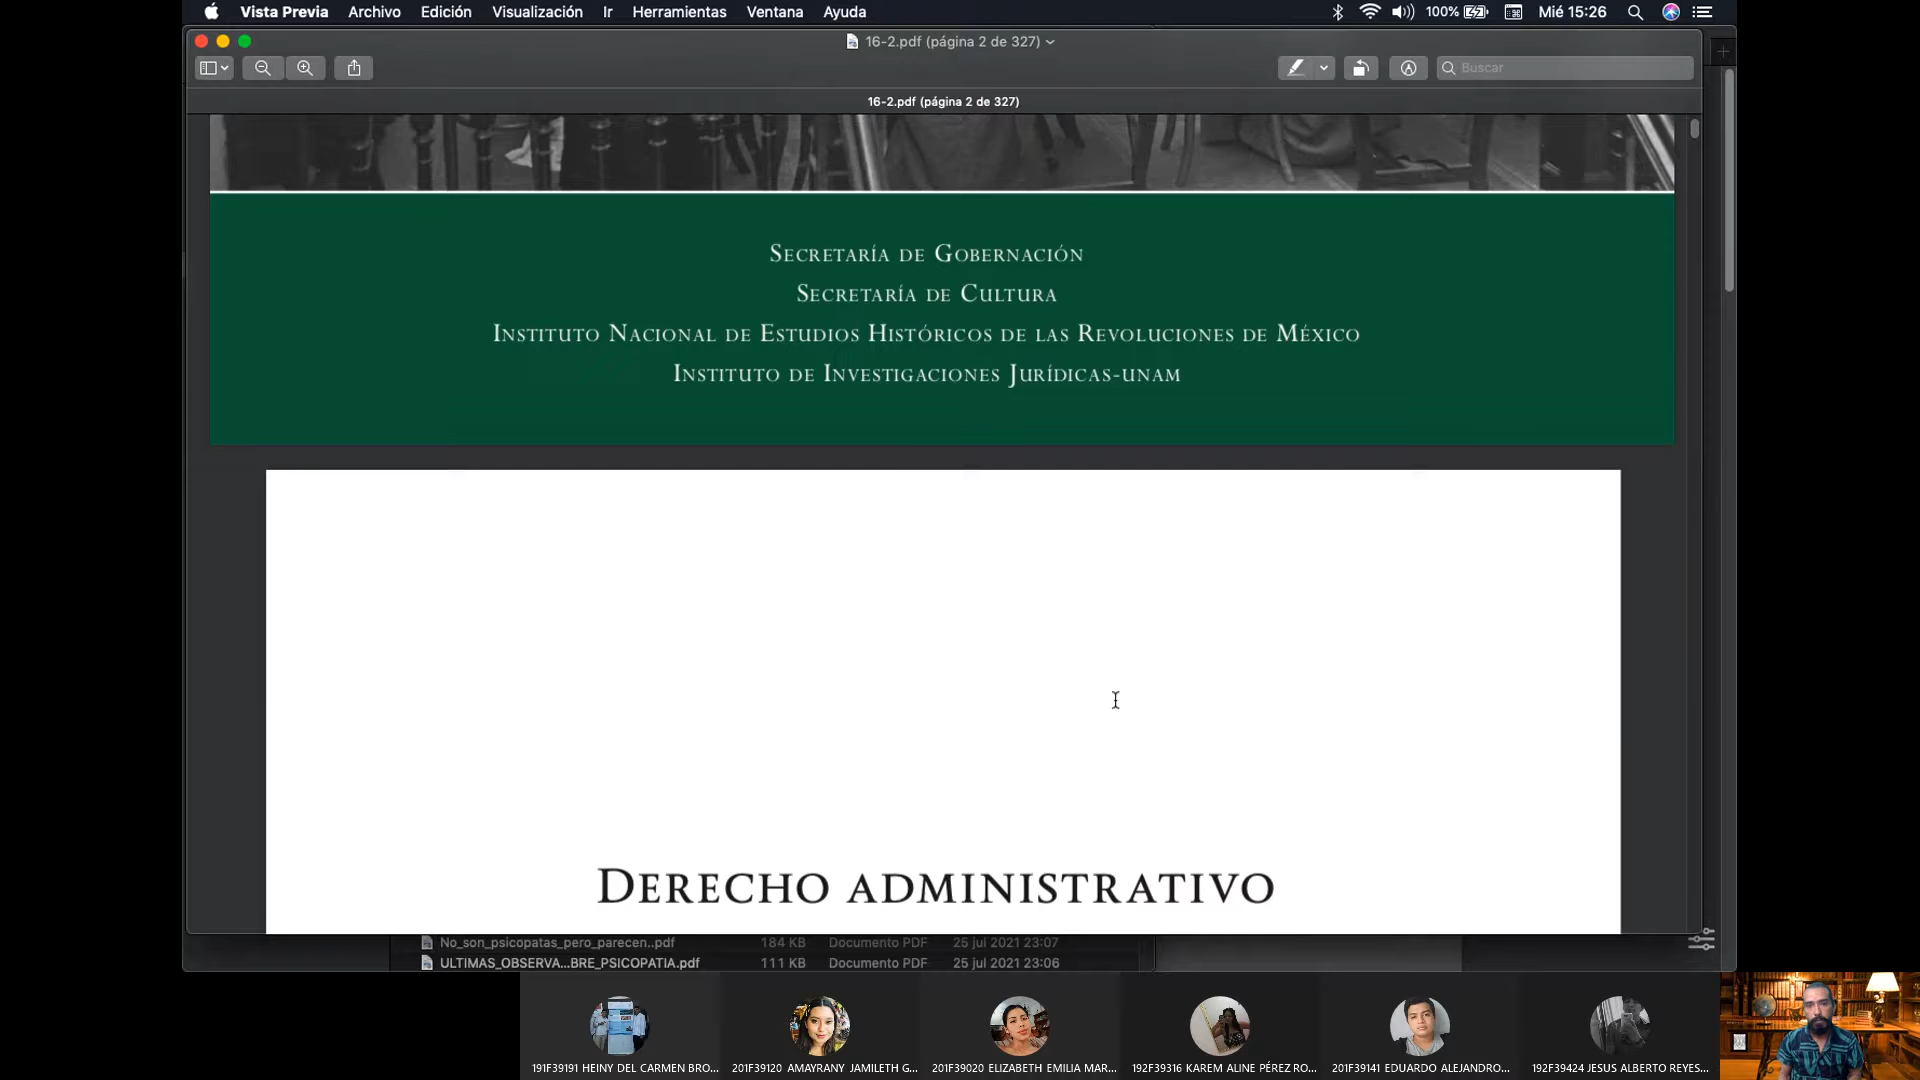 Vista Previa Archivo Edición Visualización Ir Herramientas Ventana Ayuda 100% Mié 15:26
16-2.pdf (página 2 de 327)
Buscar
16-2.pdf (página 2 de 327)
Secretaría de Gobernación
Secretaría de Cultura
Instituto Nacional de Estudios Históricos de las Revoluciones de México
Instituto de Investigaciones Jurídicas-UNAM
Derecho administrativo
No_son_psicopatas_pero_parecen..pdf 184 KB Documento PDF 25 jul 2021 23:07
ULTIMAS_OBSERVA...BRE_PSICOPATIA.pdf 111 KB Documento PDF 25 jul 2021 23:06
191F39191 HEINY DEL CARMEN BRO... 201F39120 AMAYRANY JAMILETH G... 201F39020 ELIZABETH EMILIA MAR... 192F39316 KAREM ALINE PÉREZ RO... 201F39141 EDUARDO ALEJANDRO... 192F39424 JESUS ALBERTO REYES...